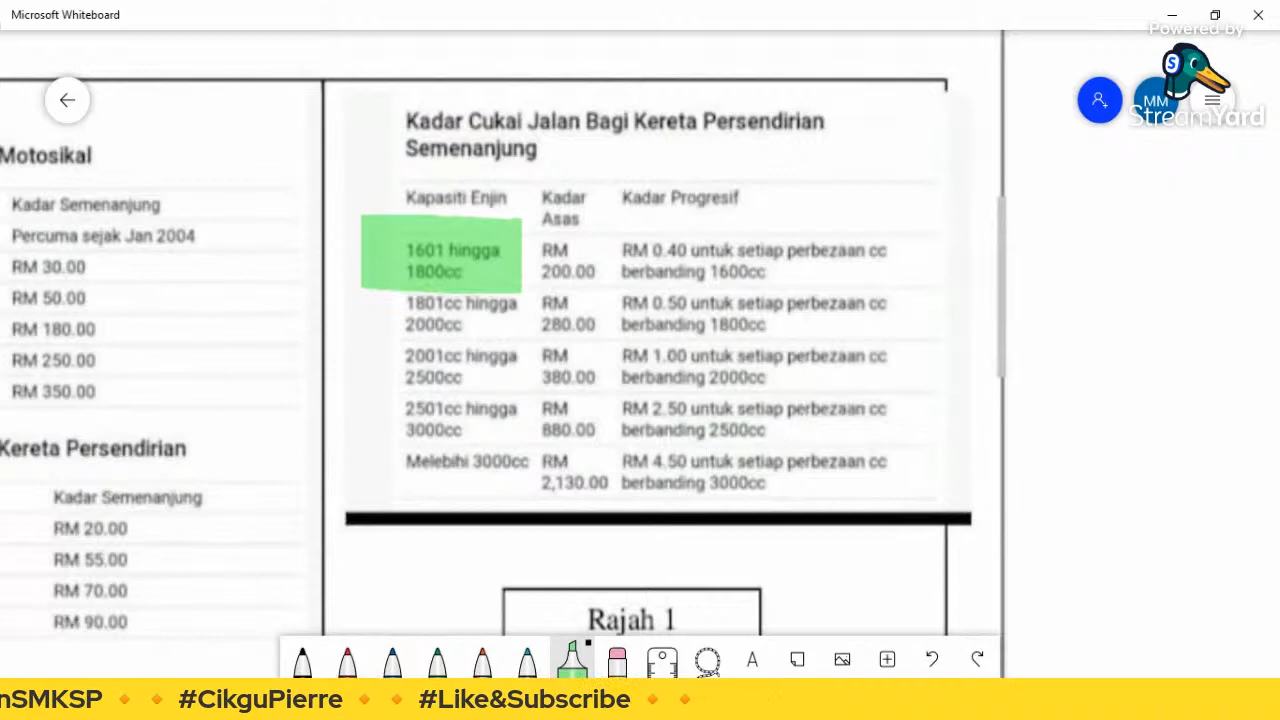 Microsoft Whiteboard
Powered by
StreamYard
MM
Motosikal
Kadar Semenanjung
Percuma sejak Jan 2004
RM 30.00
RM 50.00
RM 180.00
RM 250.00
RM 350.00
Kereta Persendirian
Kadar Semenanjung
RM 20.00
RM 55.00
RM 70.00
RM 90.00
Kadar Cukai Jalan Bagi Kereta Persendirian
Semenanjung
Kapasiti Enjin Kadar Kadar Progresif
Asas
1601 hingga RM RM 0.40 untuk setiap perbezaan cc
1800cc 200.00 berbanding 1600cc
1801cc hingga RM RM 0.50 untuk setiap perbezaan cc
2000cc 280.00 berbanding 1800cc
2001cc hingga RM RM 1.00 untuk setiap perbezaan cc
2500cc 380.00 berbanding 2000cc
2501cc hingga RM RM 2.50 untuk setiap perbezaan cc
3000cc 880.00 berbanding 2500cc
Melebihi 3000cc RM RM 4.50 untuk setiap perbezaan cc
2,130.00 berbanding 3000cc
Rajah 1
A
nSMKSP #CikguPierre #Like&Subscribe